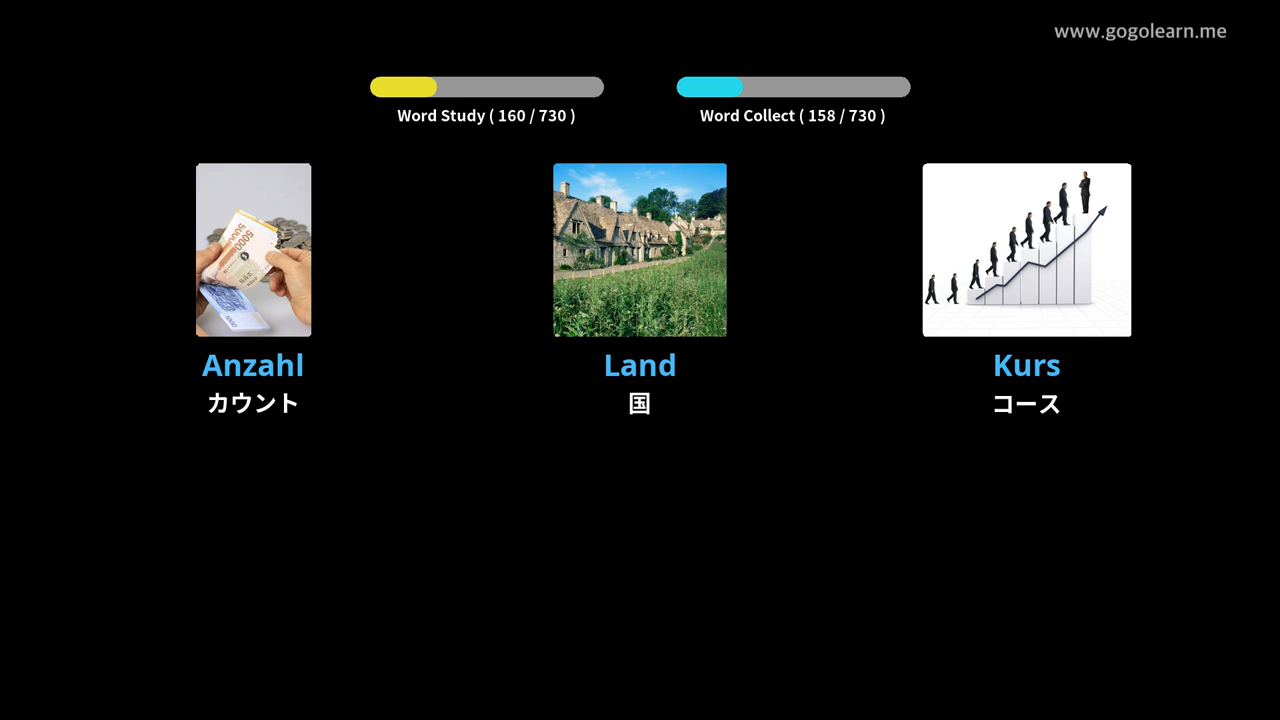 www.gogolearn.me
Word Study ( 160 / 730 )
Word Collect ( 158 / 730 )
Anzahl
カウント
Land
国
Kurs
コース